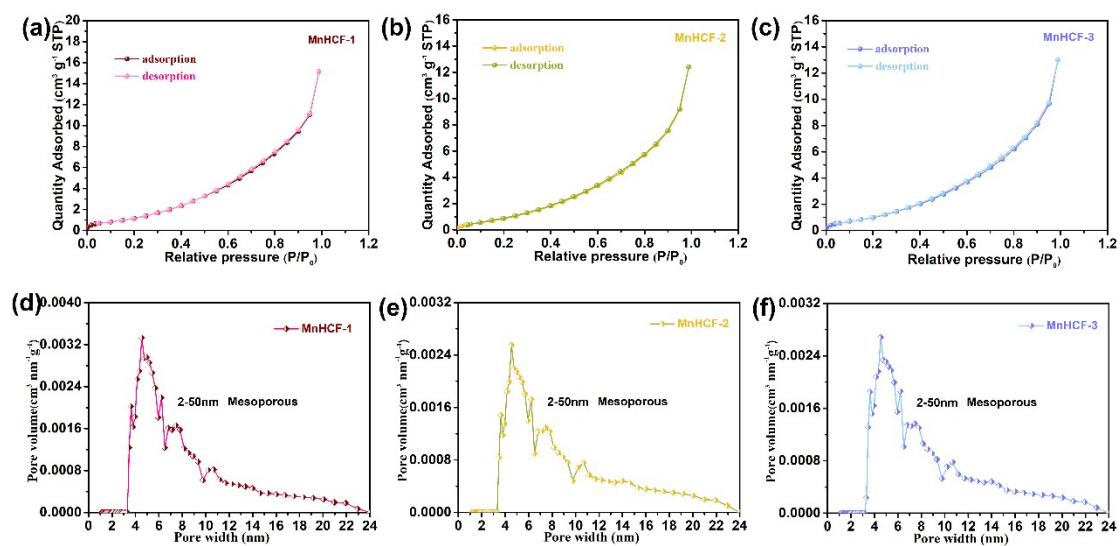 (a)
MnHCF-1
adsorption
desorption
Quantity Adsorbed (cm³ g⁻¹ STP)
20
18
16
14
12
10
8
6
4
2
0
0.0 0.2 0.4 0.6 0.8 1.0 1.2
Relative pressure (P/P₀)
(b)
MnHCF-2
adsorption
desorption
Quantity Adsorbed (cm³ g⁻¹ STP)
16
14
12
10
8
6
4
2
0
0.0 0.2 0.4 0.6 0.8 1.0 1.2
Relative pressure (P/P₀)
(c)
MnHCF-3
adsorption
desorption
Quantity Adsorbed (cm³ g⁻¹ STP)
16
14
12
10
8
6
4
2
0
0.0 0.2 0.4 0.6 0.8 1.0 1.2
Relative pressure (P/P₀)
(d)
MnHCF-1
2-50nm Mesoporous
Pore volume(cm³ nm⁻¹ g⁻¹)
0.0040
0.0032
0.0024
0.0016
0.0008
0.0000
0 2 4 6 8 10 12 14 16 18 20 22 24
Pore width (nm)
(e)
MnHCF-2
2-50nm Mesoporous
Pore volume(cm³ nm⁻¹ g⁻¹)
0.0032
0.0024
0.0016
0.0008
0.0000
0 2 4 6 8 10 12 14 16 18 20 22 24
Pore width (nm)
(f)
MnHCF-3
2-50nm Mesoporous
Pore volume(cm³ nm⁻¹ g⁻¹)
0.0032
0.0024
0.0016
0.0008
0.0000
0 2 4 6 8 10 12 14 16 18 20 22 24
Pore width (nm)